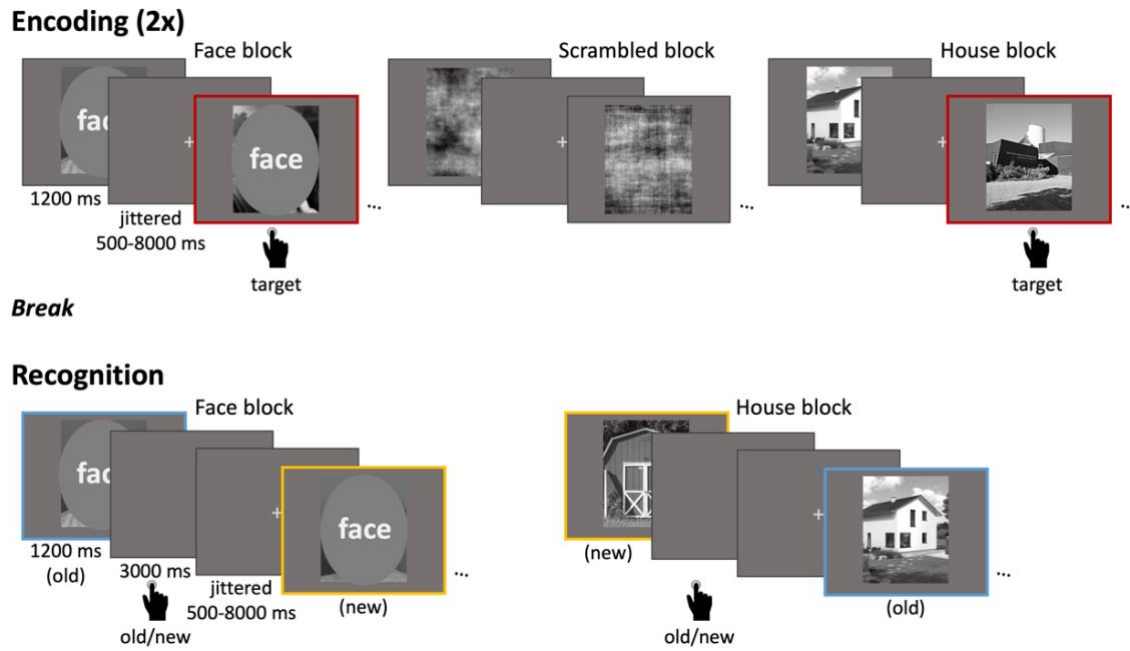 Encoding (2x)
Face block
Scrambled block
House block
fac
+
face
+
+
1200 ms
jittered
500-8000 ms
...
...
..
target
target
Break
Recognition
Face block
House block
fac
+
face
+
1200 ms
(old)
3000 ms
jittered
500-8000 ms
(new)
...
old/new
(new)
old/new
(old)
...